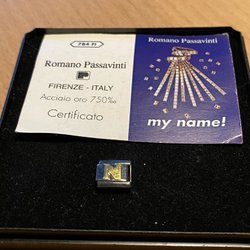 784 FI
Romano Passavinti
FIRENZE - ITALY
Acciaio oro 750‰
Certificato
Romano Passavinti
my name!
N